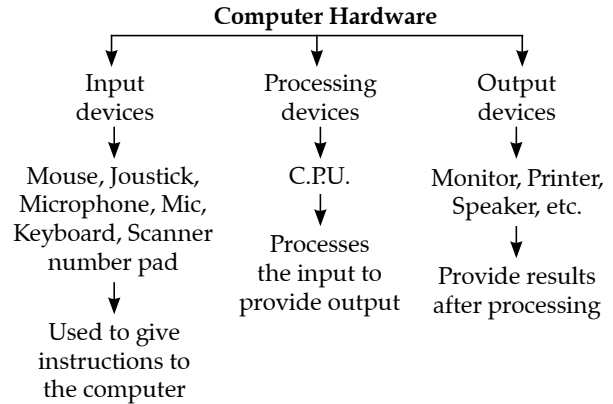 Computer Hardware
Input
devices
Mouse, Joustick,
Microphone, Mic,
Keyboard, Scanner
number pad
Used to give
instructions to
the computer
Processing
devices
C.P.U.
Processes
the input to
provide output
Output
devices
Monitor, Printer,
Speaker, etc.
Provide results
after processing